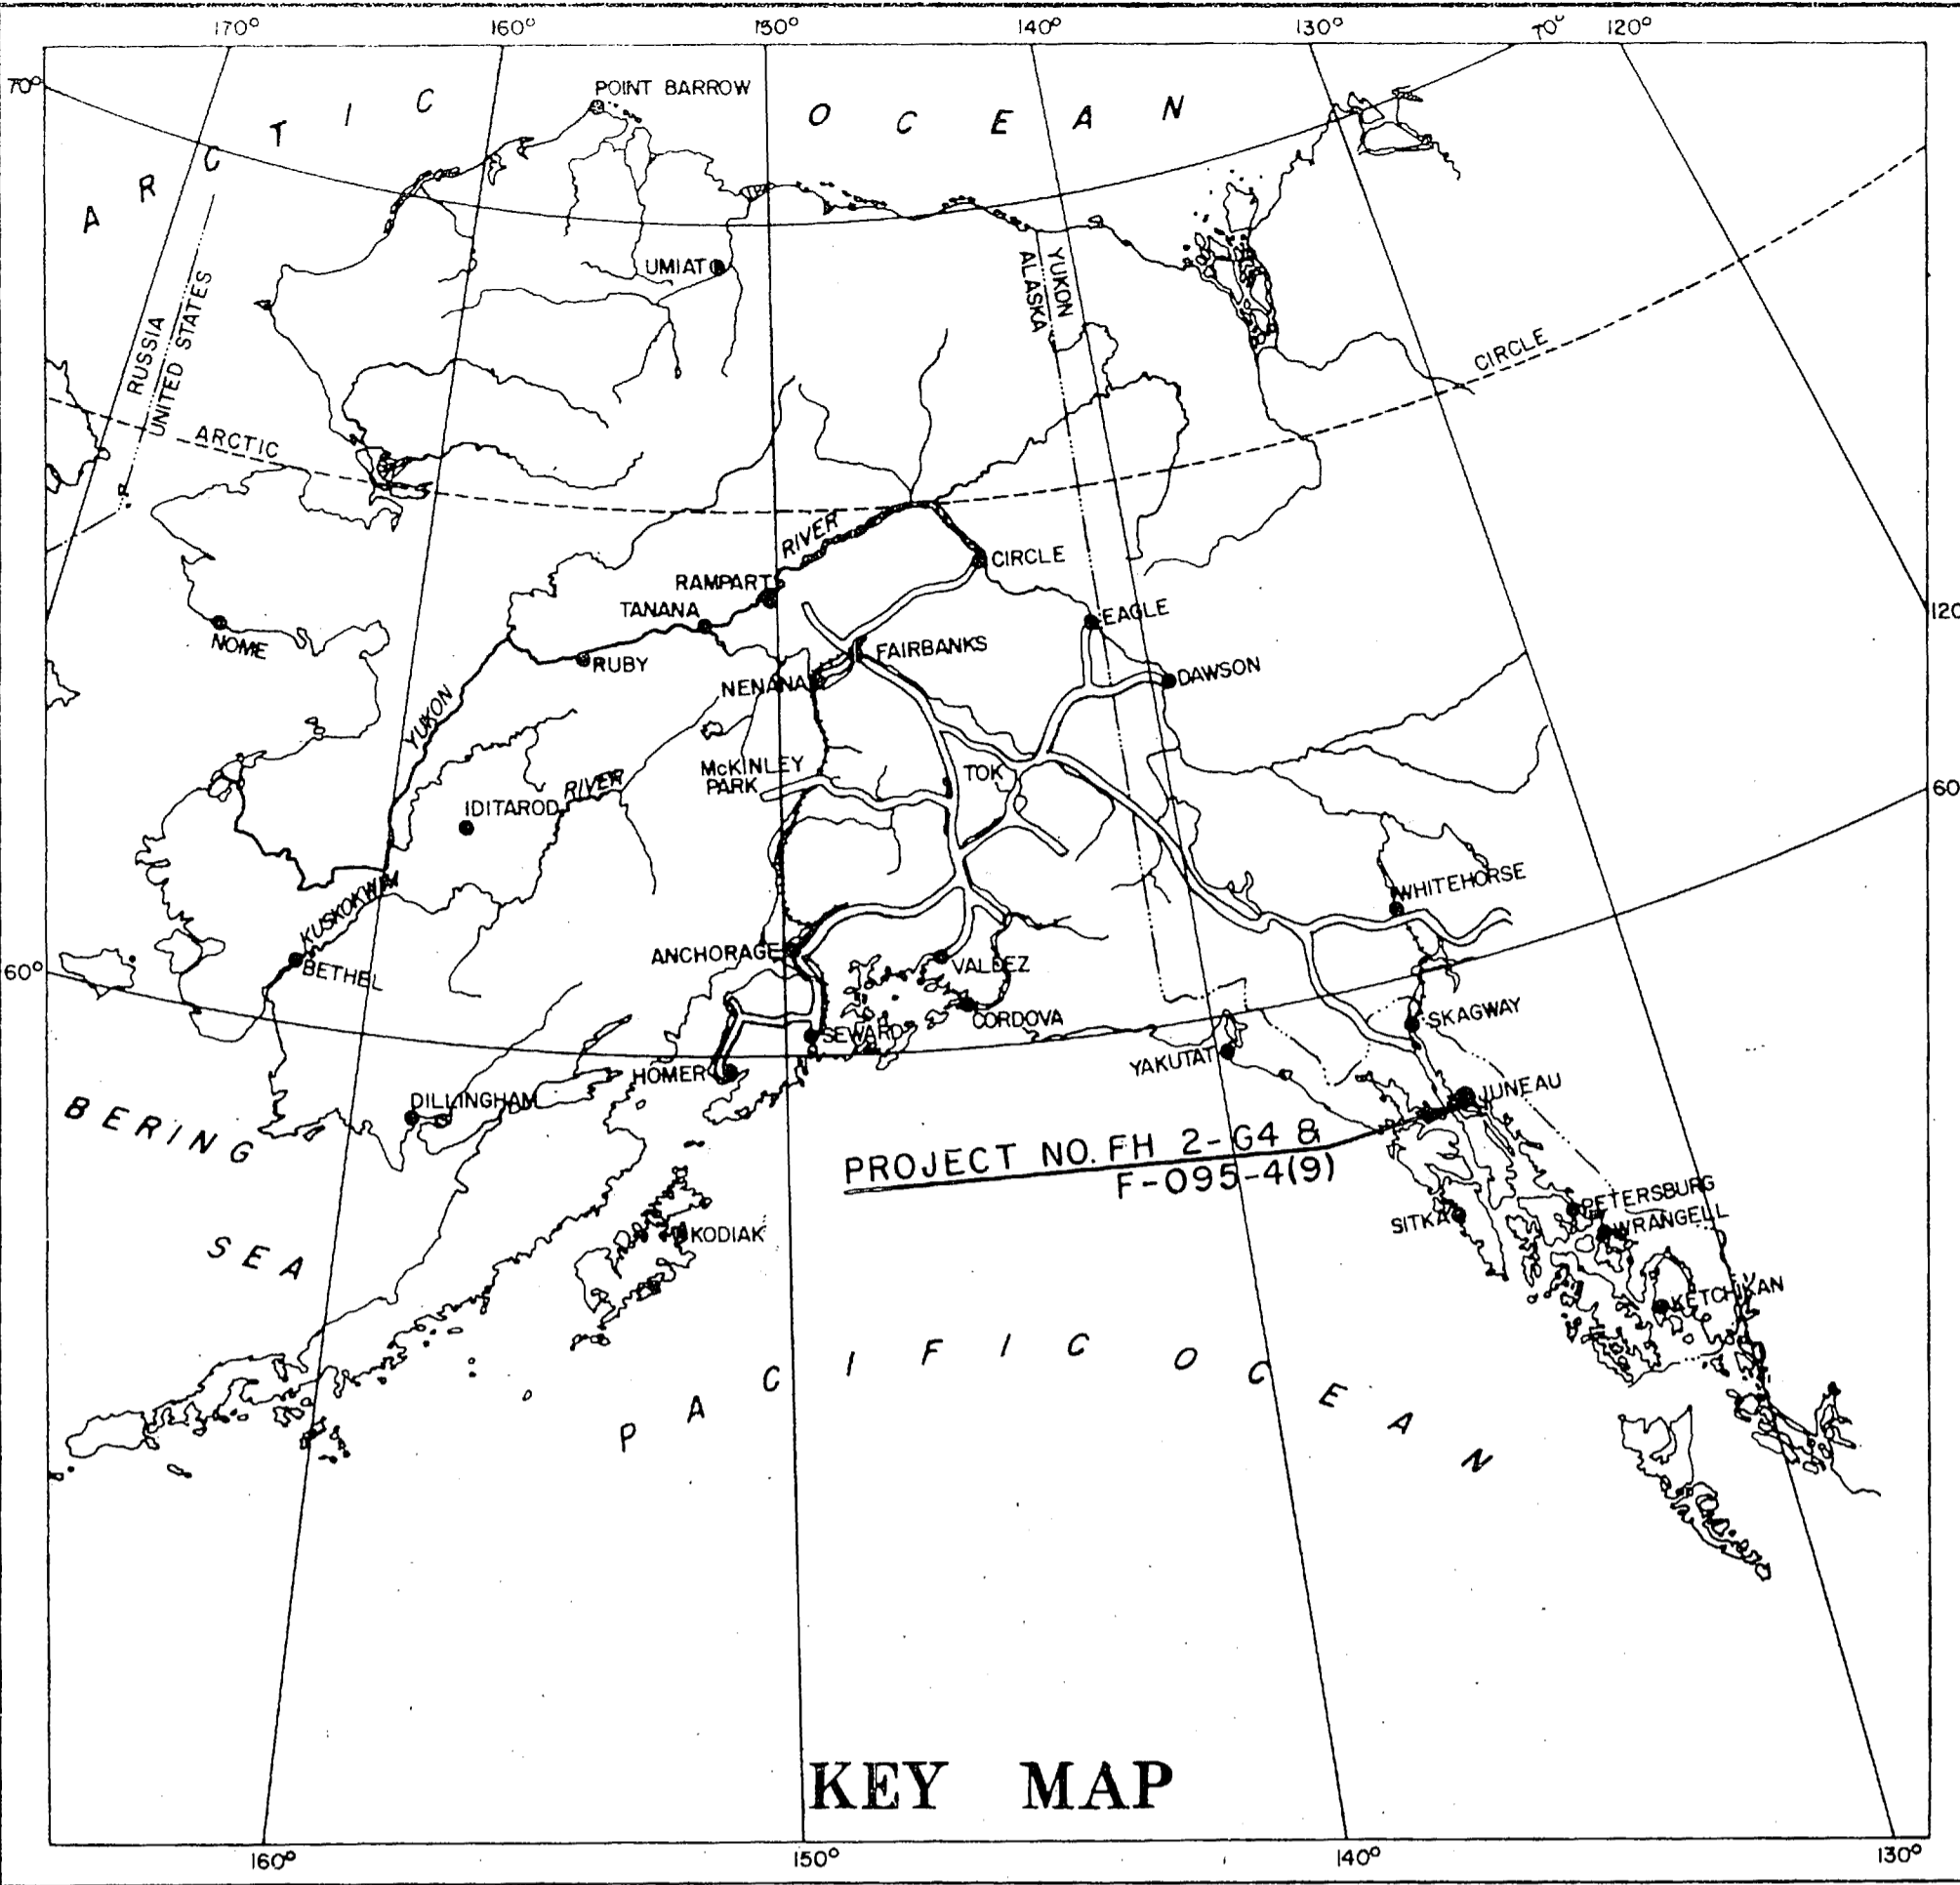 170°
160°
150°
140°
130°
70°
120°
70°
POINT BARROW
ARCTIC OCEAN
UMIAT
YUKON
ALASKA
RUSSIA
UNITED STATES
ARCTIC
CIRCLE
RIVER
CIRCLE
RAMPART
TANANA
EAGLE
120
NOME
RUBY
FAIRBANKS
NENANA
DAWSON
YUKON
McKINLEY
PARK
TOK
60
IDITAROD
RIVER
KUSKOKWIM
WHITEHORSE
ANCHORAGE
VALDEZ
60°
BETHEL
CORDOVA
SKAGWAY
SEWARD
YAKUTAT
HOMER
DILLINGHAM
JUNEAU
BERING
SEA
PROJECT NO. FH 2-G4 &
F-095-4(9)
PETERSBURG
SITKA
WRANGELL
KODIAK
KETCHIKAN
PACIFIC OCEAN
KEY MAP
160°
150°
140°
130°